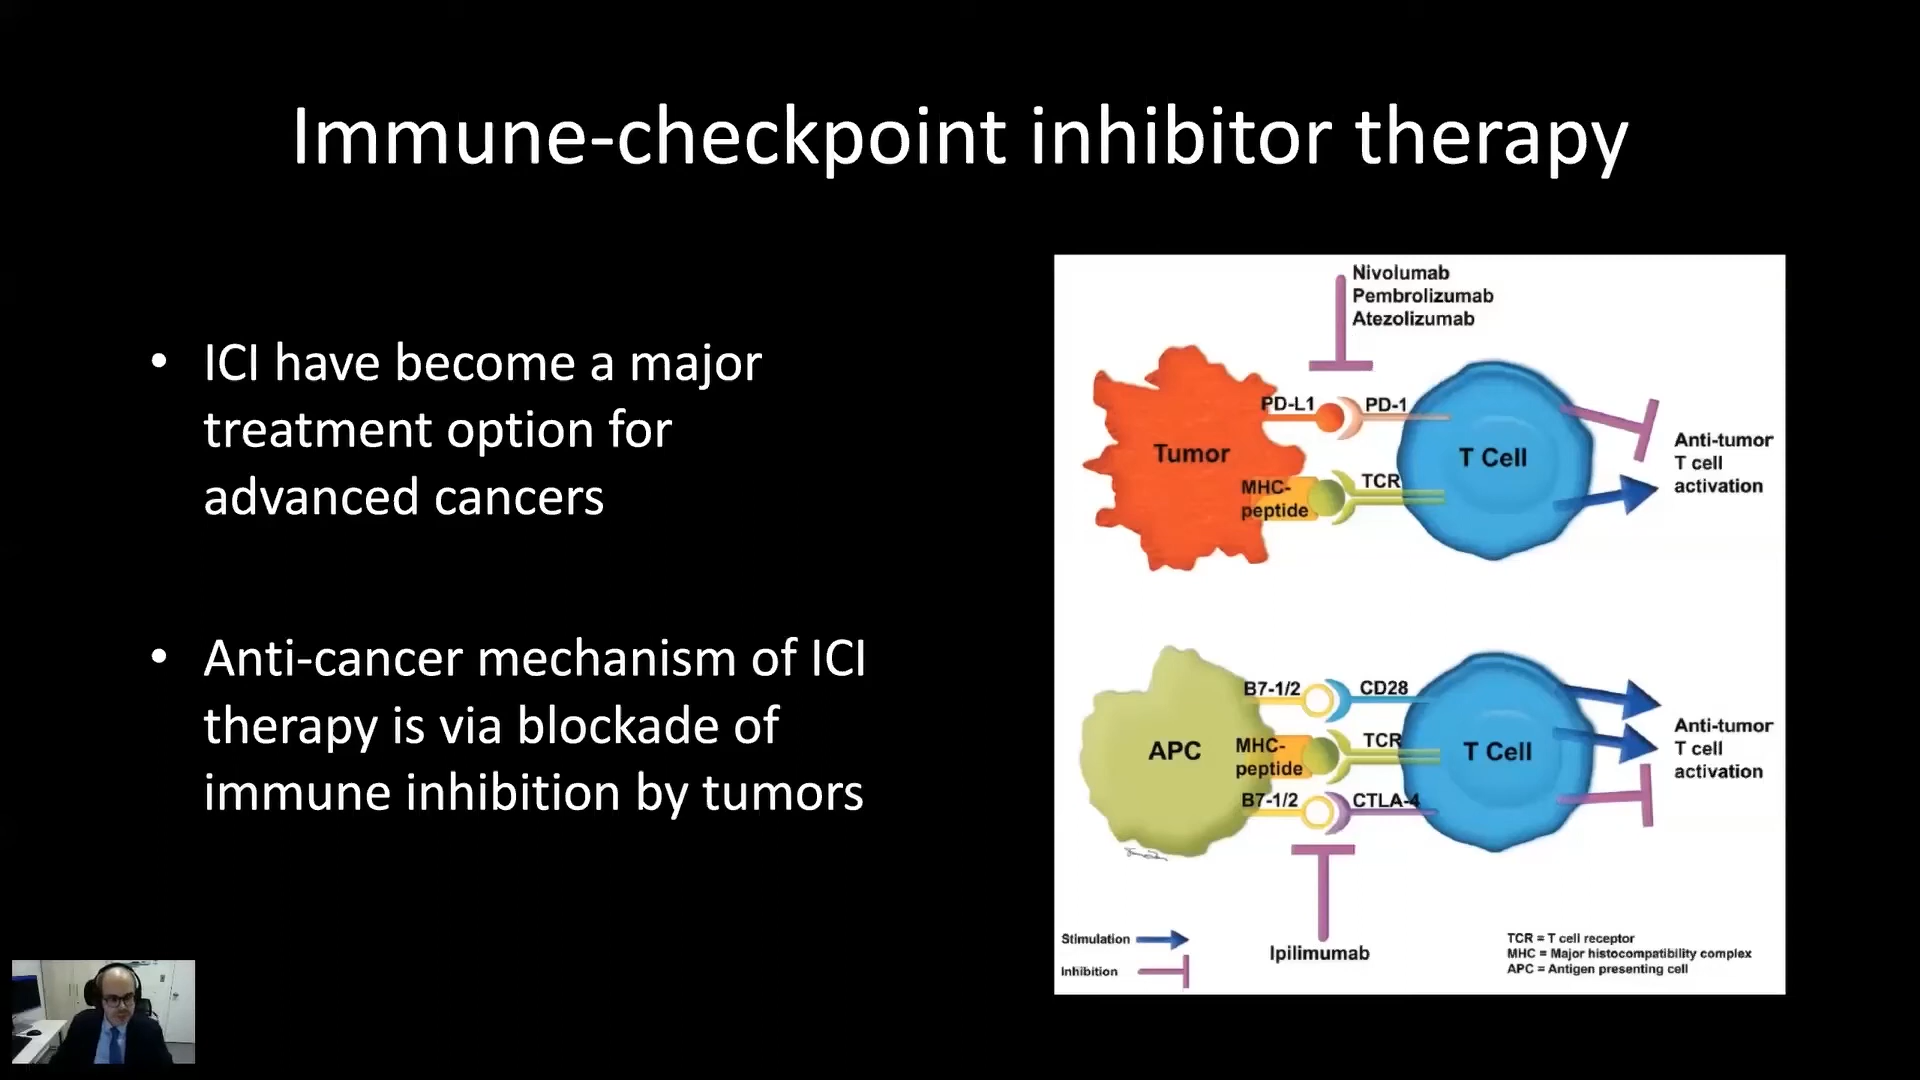 Immune-checkpoint inhibitor therapy
• ICI have become a major
treatment option for
advanced cancers
• Anti-cancer mechanism of ICI
therapy is via blockade of
immune inhibition by tumors
Nivolumab
Pembrolizumab
Atezolizumab
PD-L1
PD-1
Tumor
T Cell
MHC-
peptide
TCR
Anti-tumor
T cell
activation
B7-1/2
CD28
APC
MHC-
peptide
TCR
T Cell
B7-1/2
CTLA-4
Anti-tumor
T cell
activation
Ipilimumab
Stimulation
Inhibition
TCR = T cell receptor
MHC = Major histocompatibility complex
APC = Antigen presenting cell